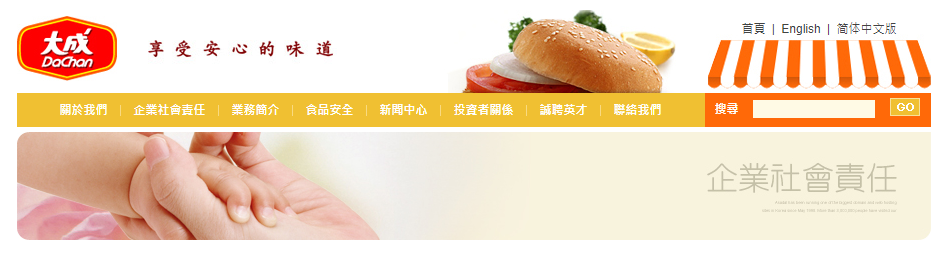 大成
DaChan
享受安心的味道
首頁 | English | 简体中文版
關於我們 | 企業社會責任 | 業務簡介 | 食品安全 | 新聞中心 | 投資者關係 | 誠聘英才 | 聯絡我們
搜尋 GO
企業社會責任